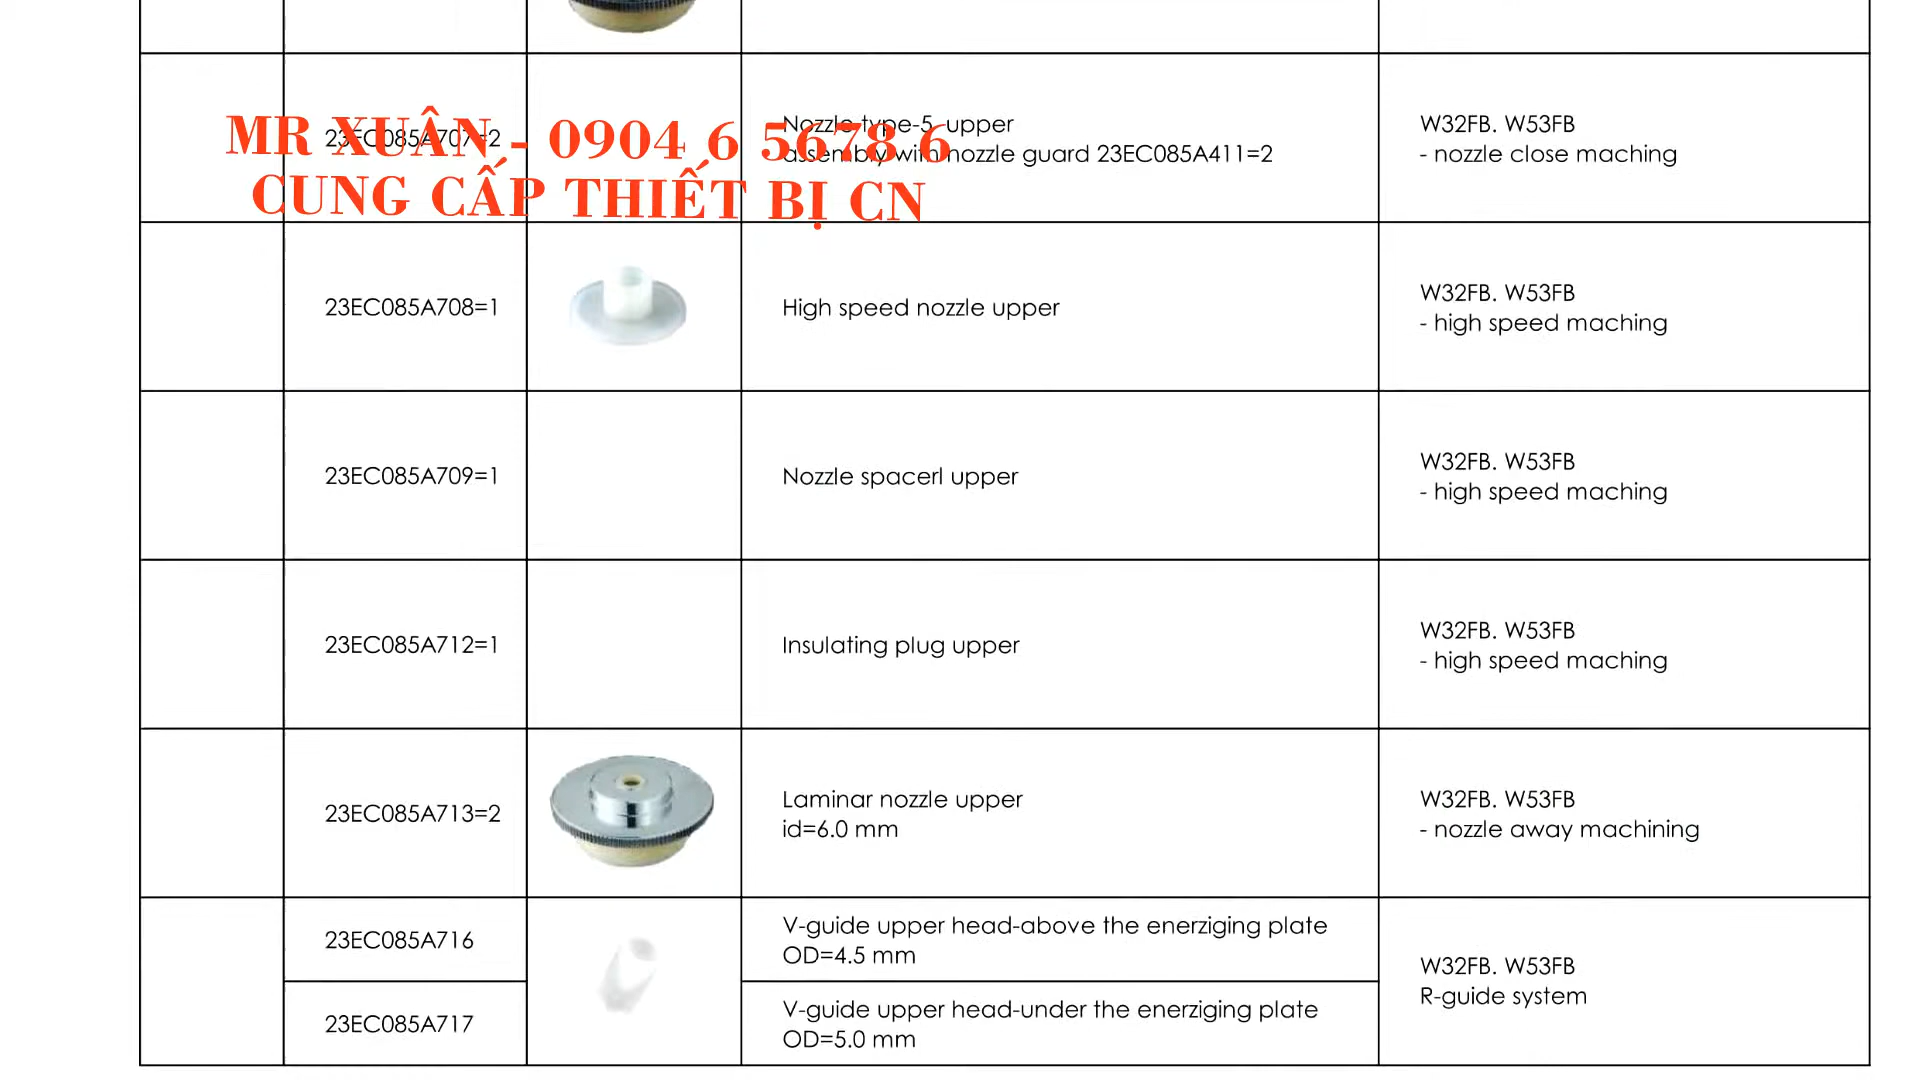 MR XUÂN - 0904 6 5678 6
CUNG CẤP THIẾT BỊ CN
23EC085A707=2
Nozzle type-5 upper
assembly with nozzle guard 23EC085A411=2
W32FB. W53FB
- nozzle close maching
23EC085A708=1
High speed nozzle upper
W32FB. W53FB
- high speed maching
23EC085A709=1
Nozzle spacerl upper
W32FB. W53FB
- high speed maching
23EC085A712=1
Insulating plug upper
W32FB. W53FB
- high speed maching
23EC085A713=2
Laminar nozzle upper
id=6.0 mm
W32FB. W53FB
- nozzle away machining
23EC085A716
V-guide upper head-above the enerziging plate
OD=4.5 mm
W32FB. W53FB
R-guide system
23EC085A717
V-guide upper head-under the enerziging plate
OD=5.0 mm